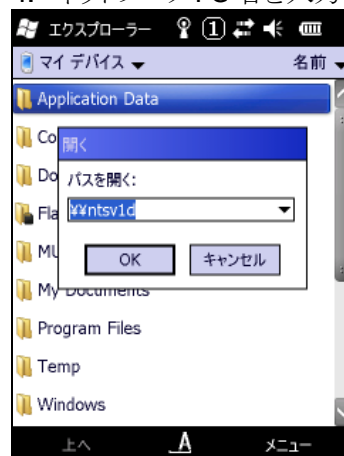 エクスプローラー
マイ デバイス
名前
Application Data
開く
パスを開く:
¥¥ntsv1d
OK
キャンセル
Co
Do
Fla
MU
My Documents
Program Files
Temp
Windows
上へ
A
メニュー